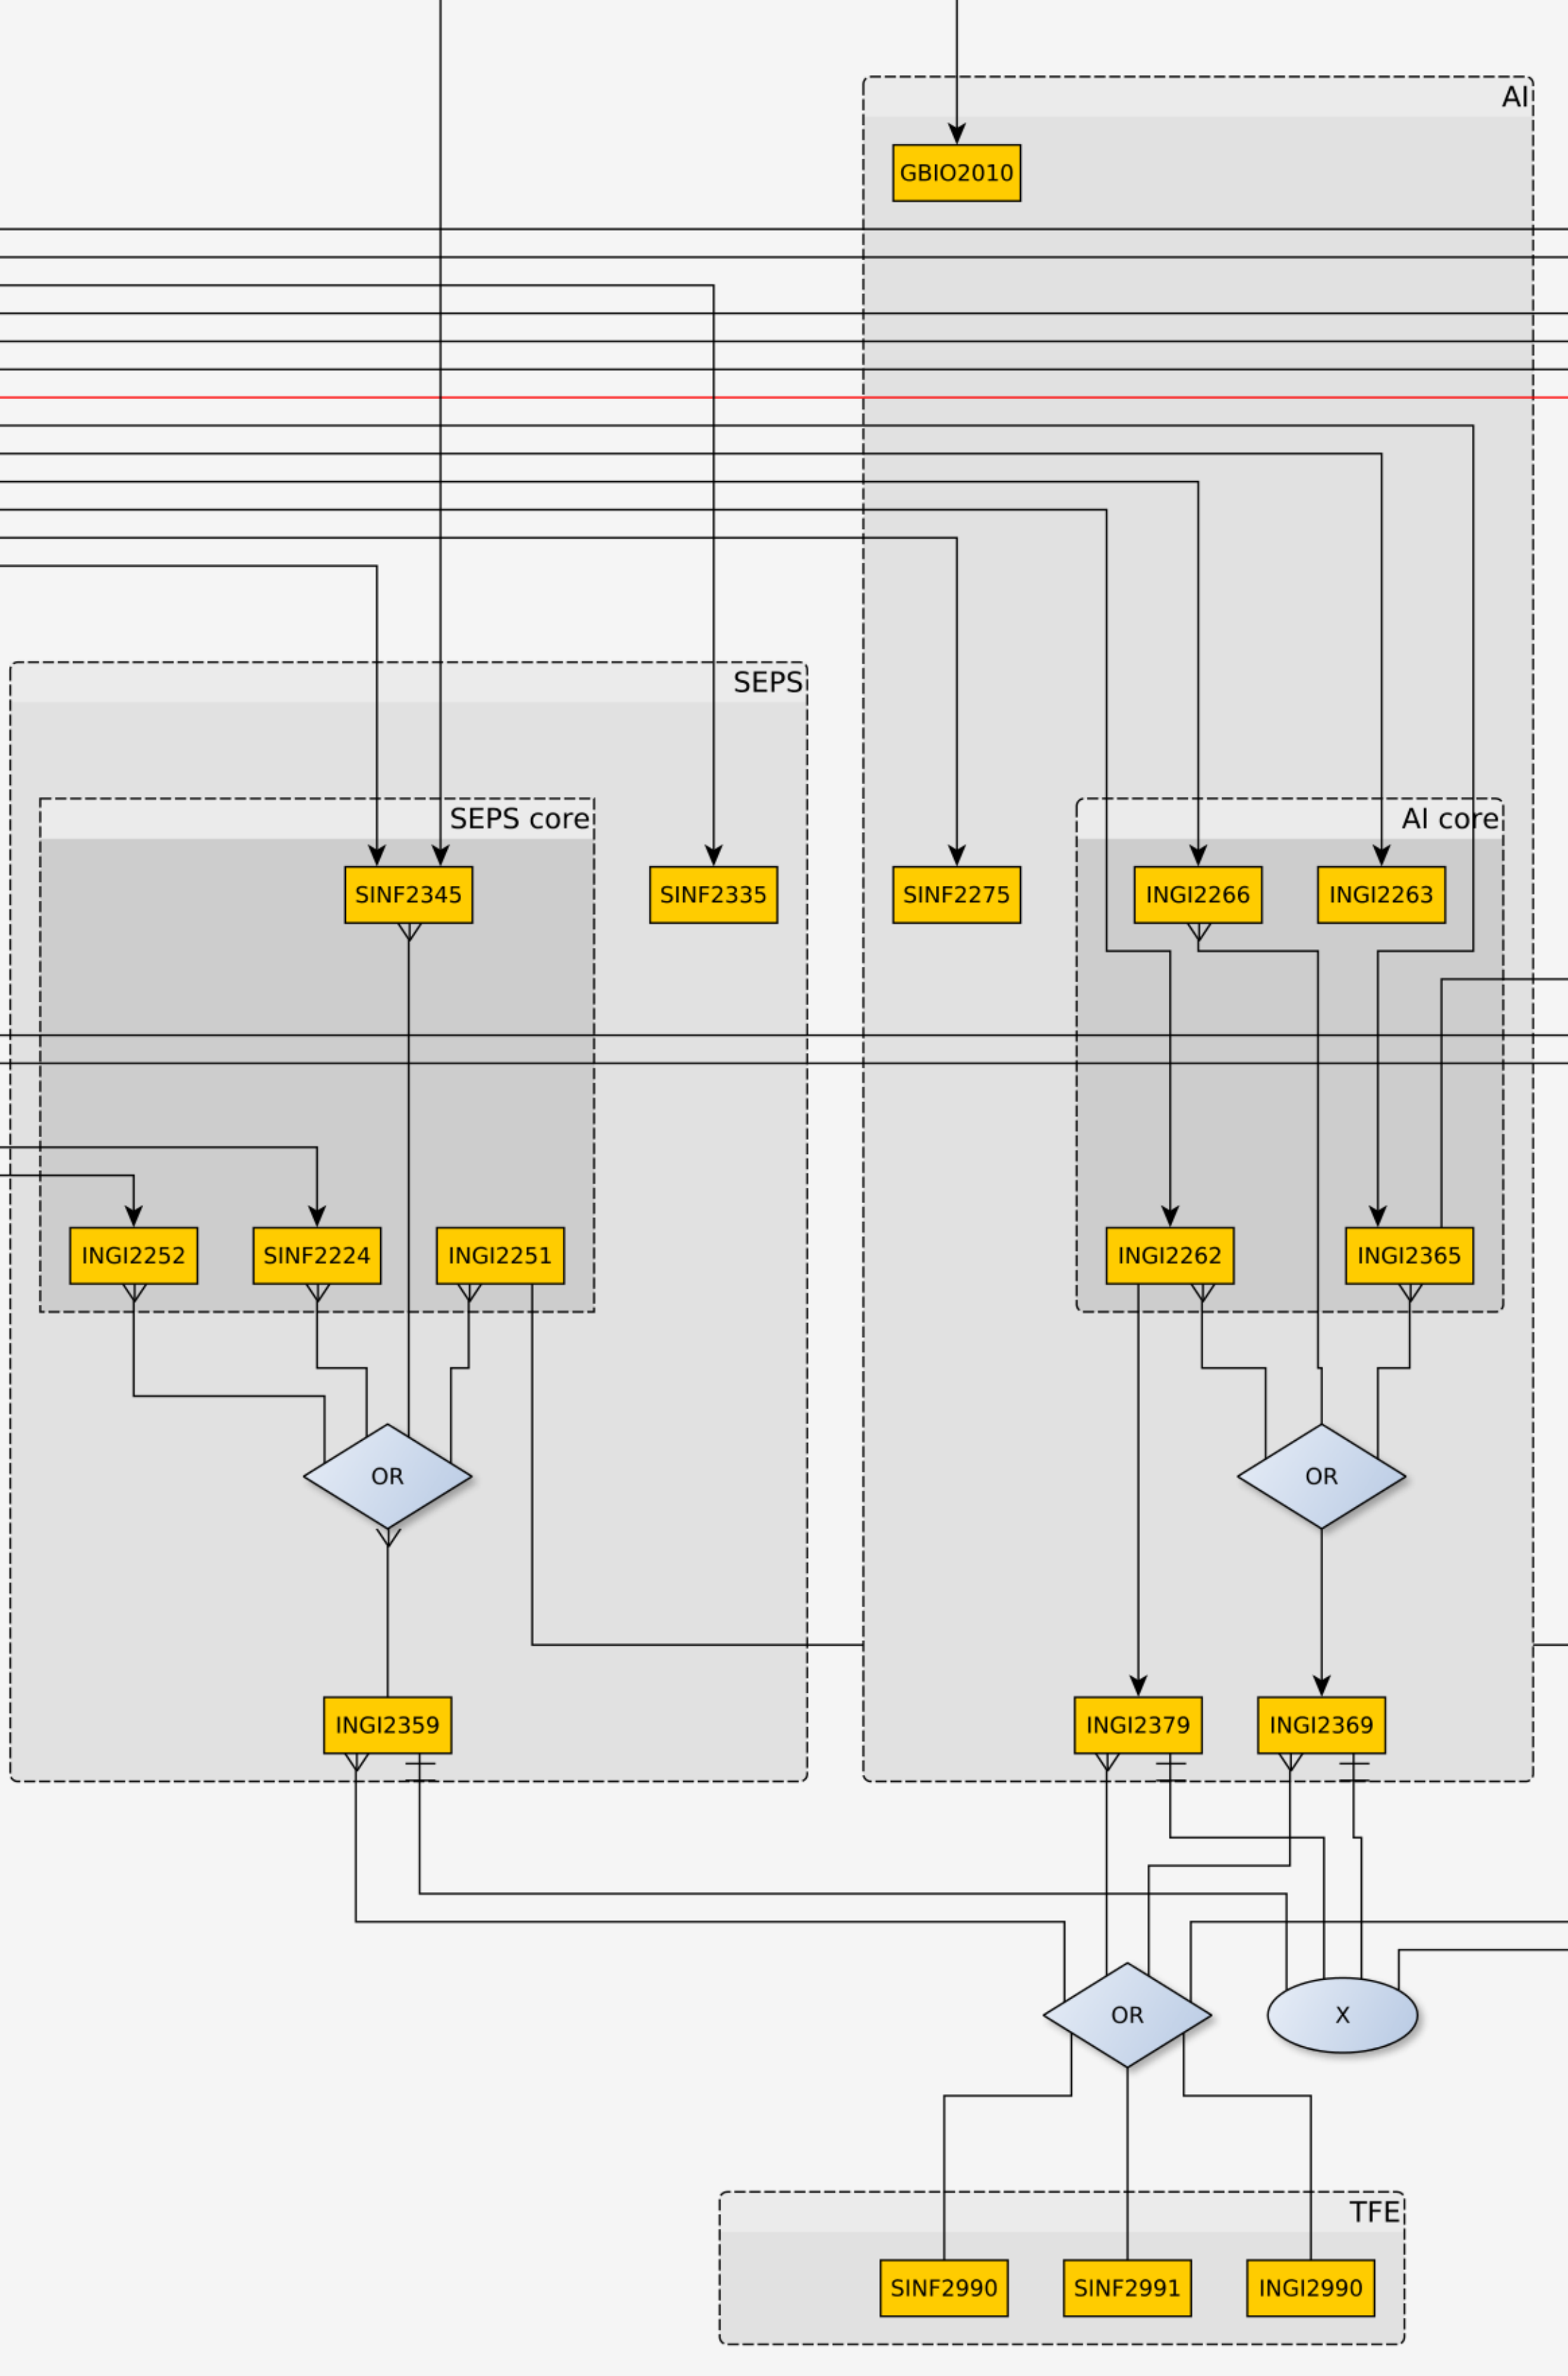 AI
GBIO2010
SEPS
SEPS core
AI core
SINF2345
SINF2335
SINF2275
INGI2266
INGI2263
INGI2252
SINF2224
INGI2251
INGI2262
INGI2365
OR
OR
INGI2359
INGI2379
INGI2369
OR
X
TFE
SINF2990
SINF2991
INGI2990